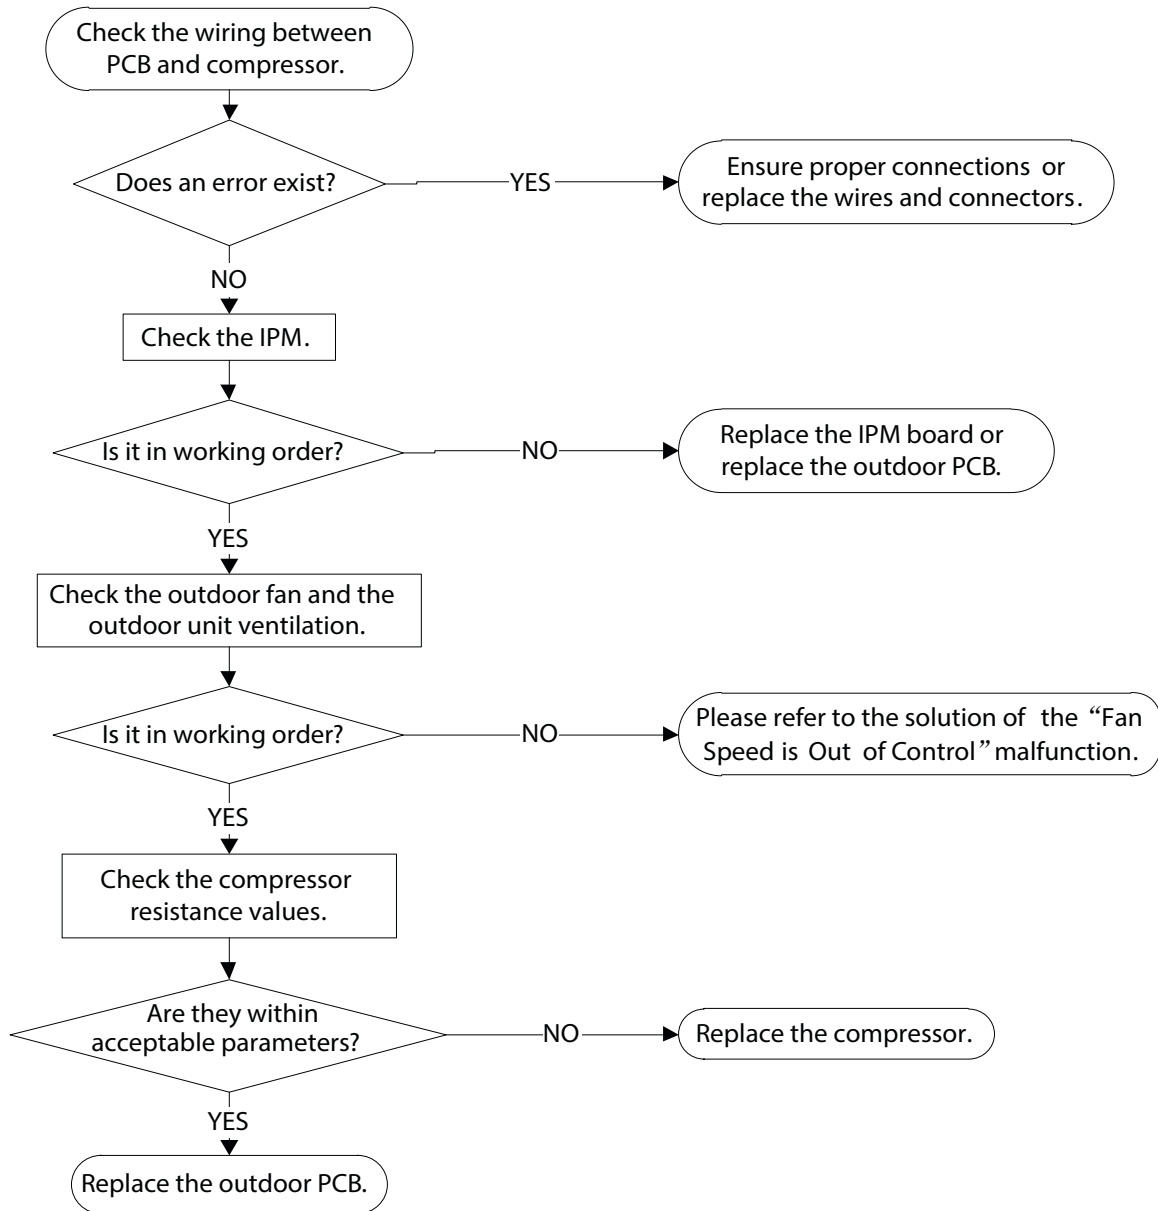 Check the wiring between
PCB and compressor.
Does an error exist?
YES
Ensure proper connections or
replace the wires and connectors.
NO
Check the IPM.
Is it in working order?
NO
Replace the IPM board or
replace the outdoor PCB.
YES
Check the outdoor fan and the
outdoor unit ventilation.
Is it in working order?
NO
Please refer to the solution of the “Fan
Speed is Out of Control” malfunction.
YES
Check the compressor
resistance values.
Are they within
acceptable parameters?
NO
Replace the compressor.
YES
Replace the outdoor PCB.